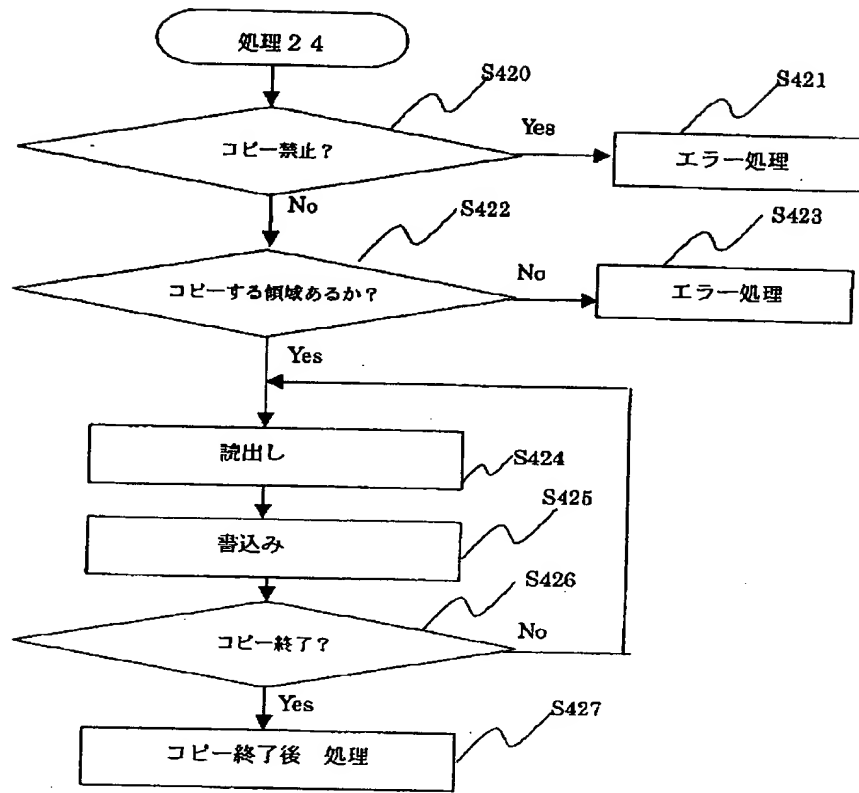 処理２４
S420
S421
コピー禁止？
Yes
エラー処理
No
S422
S423
コピーする領域あるか？
No
エラー処理
Yes
読出し
S424
S425
書込み
S426
コピー終了？
No
Yes
S427
コピー終了後　処理